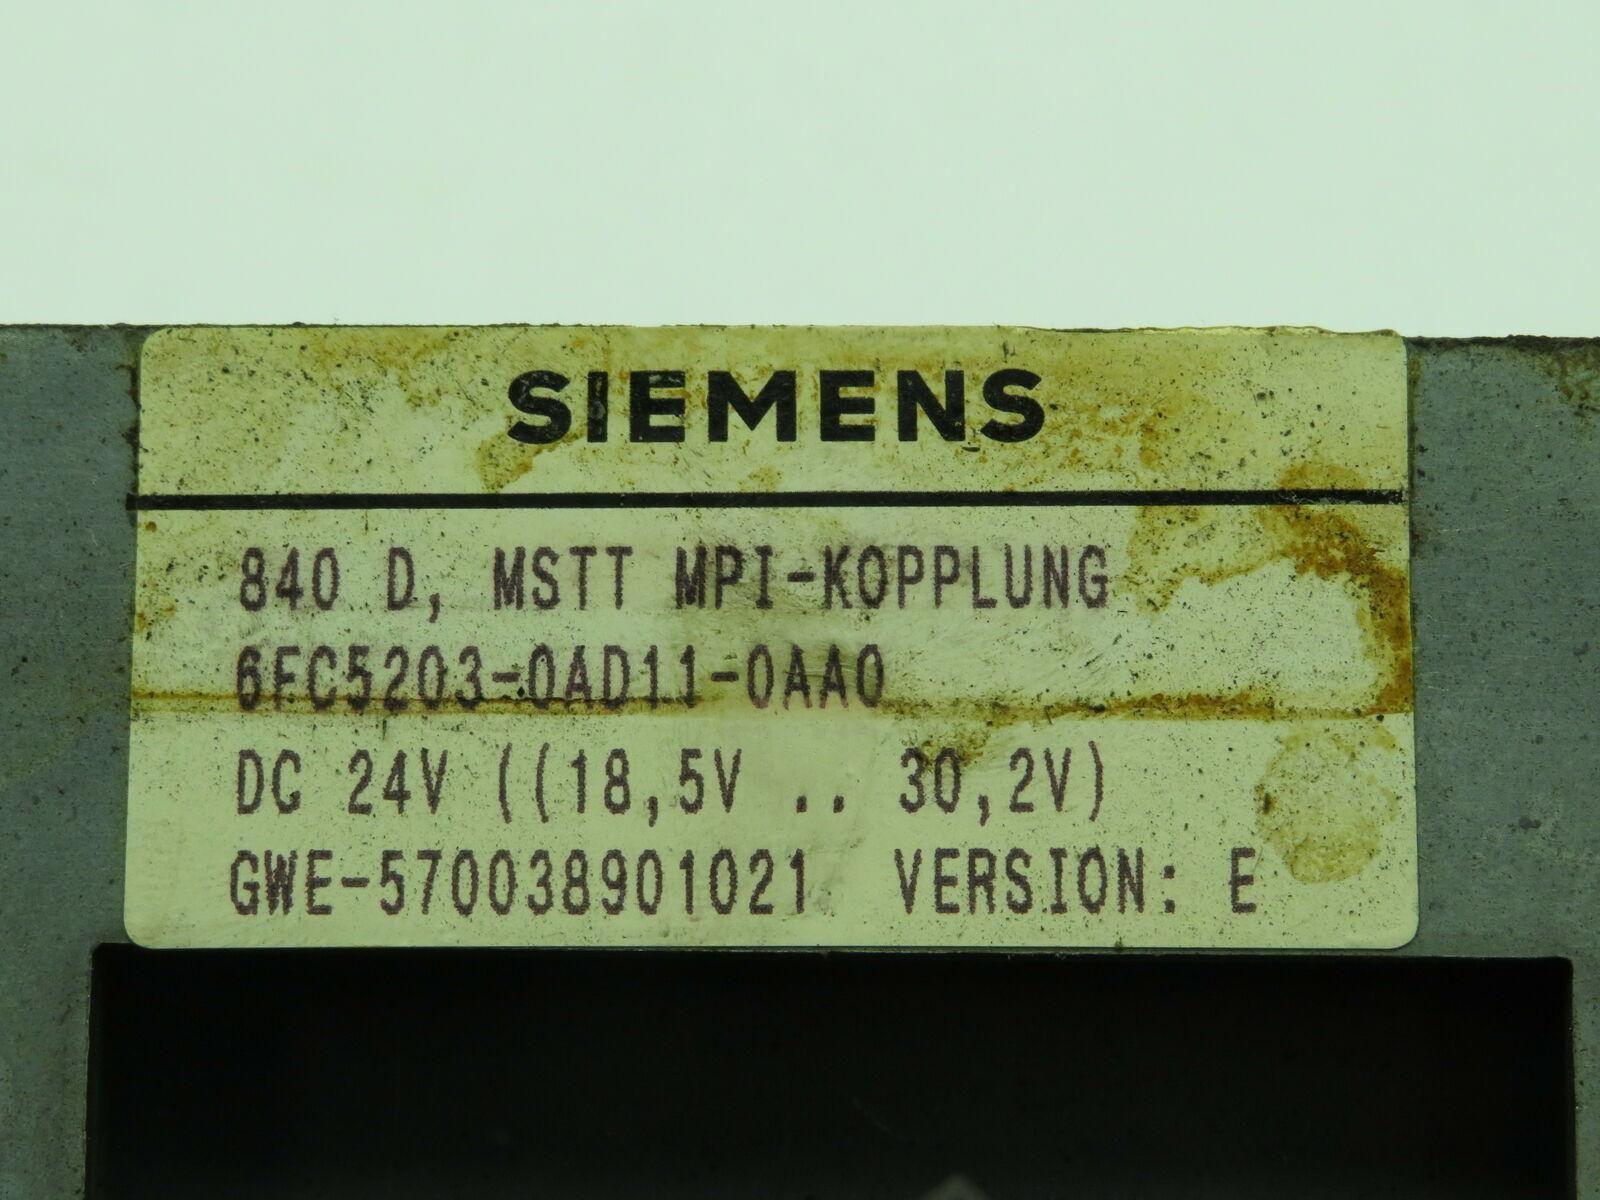 SIEMENS
840 D, MSTT MPI-KOPPLUNG
6FC5203-0AD11-0AA0
DC 24V ((18,5V .. 30,2V)
GWE-570038901021 VERSION: E